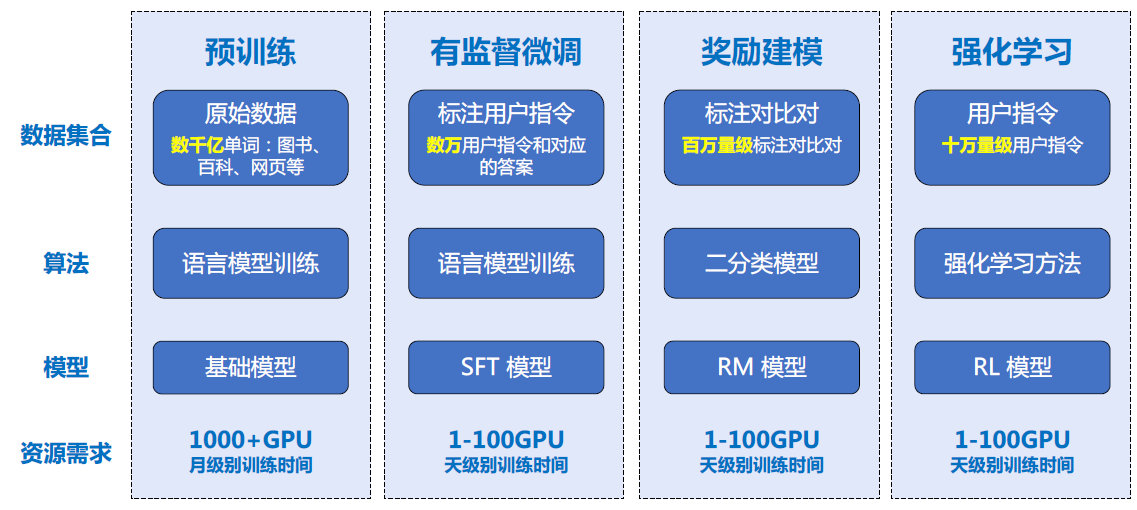 预训练
有监督微调
奖励建模
强化学习
数据集合
原始数据
数千亿单词：图书、
百科、网页等
标注用户指令
数万用户指令和对应
的答案
标注对比对
百万量级标注对比对
用户指令
十万量级用户指令
算法
语言模型训练
语言模型训练
二分类模型
强化学习方法
模型
基础模型
SFT 模型
RM 模型
RL 模型
资源需求
1000+GPU
月级别训练时间
1-100GPU
天级别训练时间
1-100GPU
天级别训练时间
1-100GPU
天级别训练时间